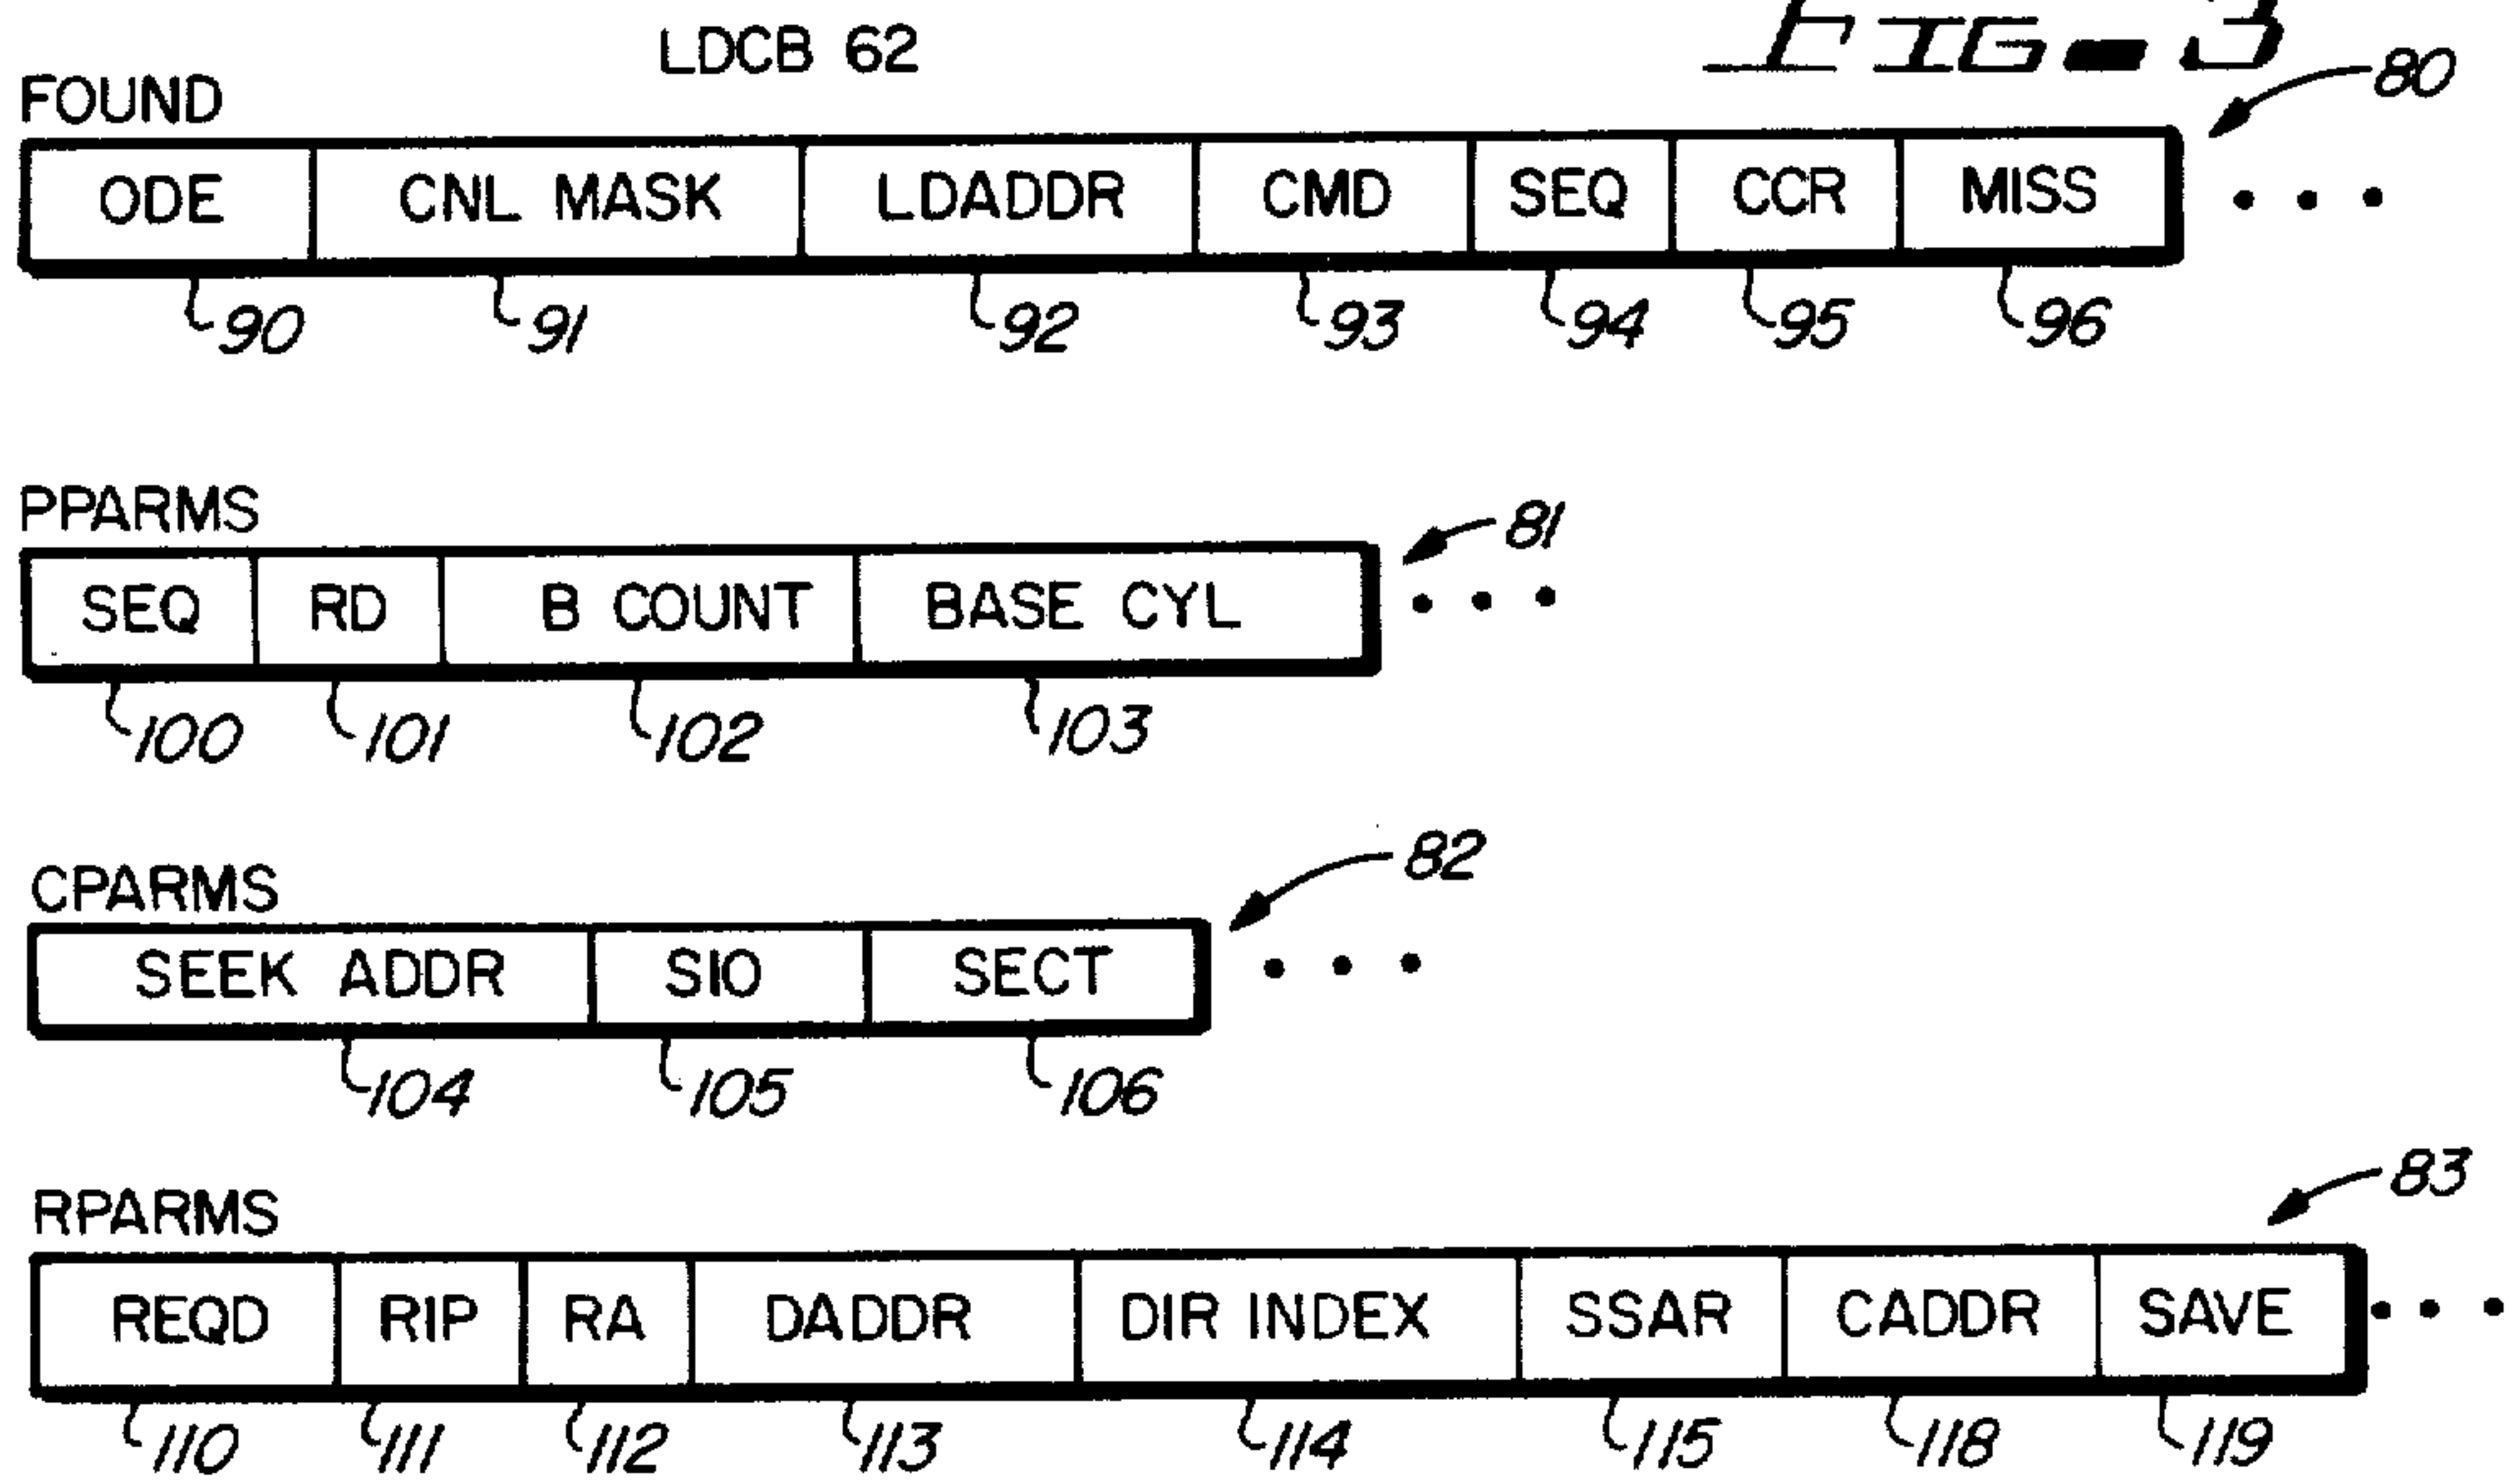 LDCB 62
FIG-3
FOUND
80
ODE CNL MASK LDADDR CMD SEQ CCR MISS
90 91 92 93 94 95 96
PPARMS
81
SEQ RD B COUNT BASE CYL
100 101 102 103
CPARMS
82
SEEK ADDR SIO SECT
104 105 106
RPARMS
83
REQD RIP RA DADDR DIR INDEX SSAR CADDR SAVE
110 111 112 113 114 115 118 119